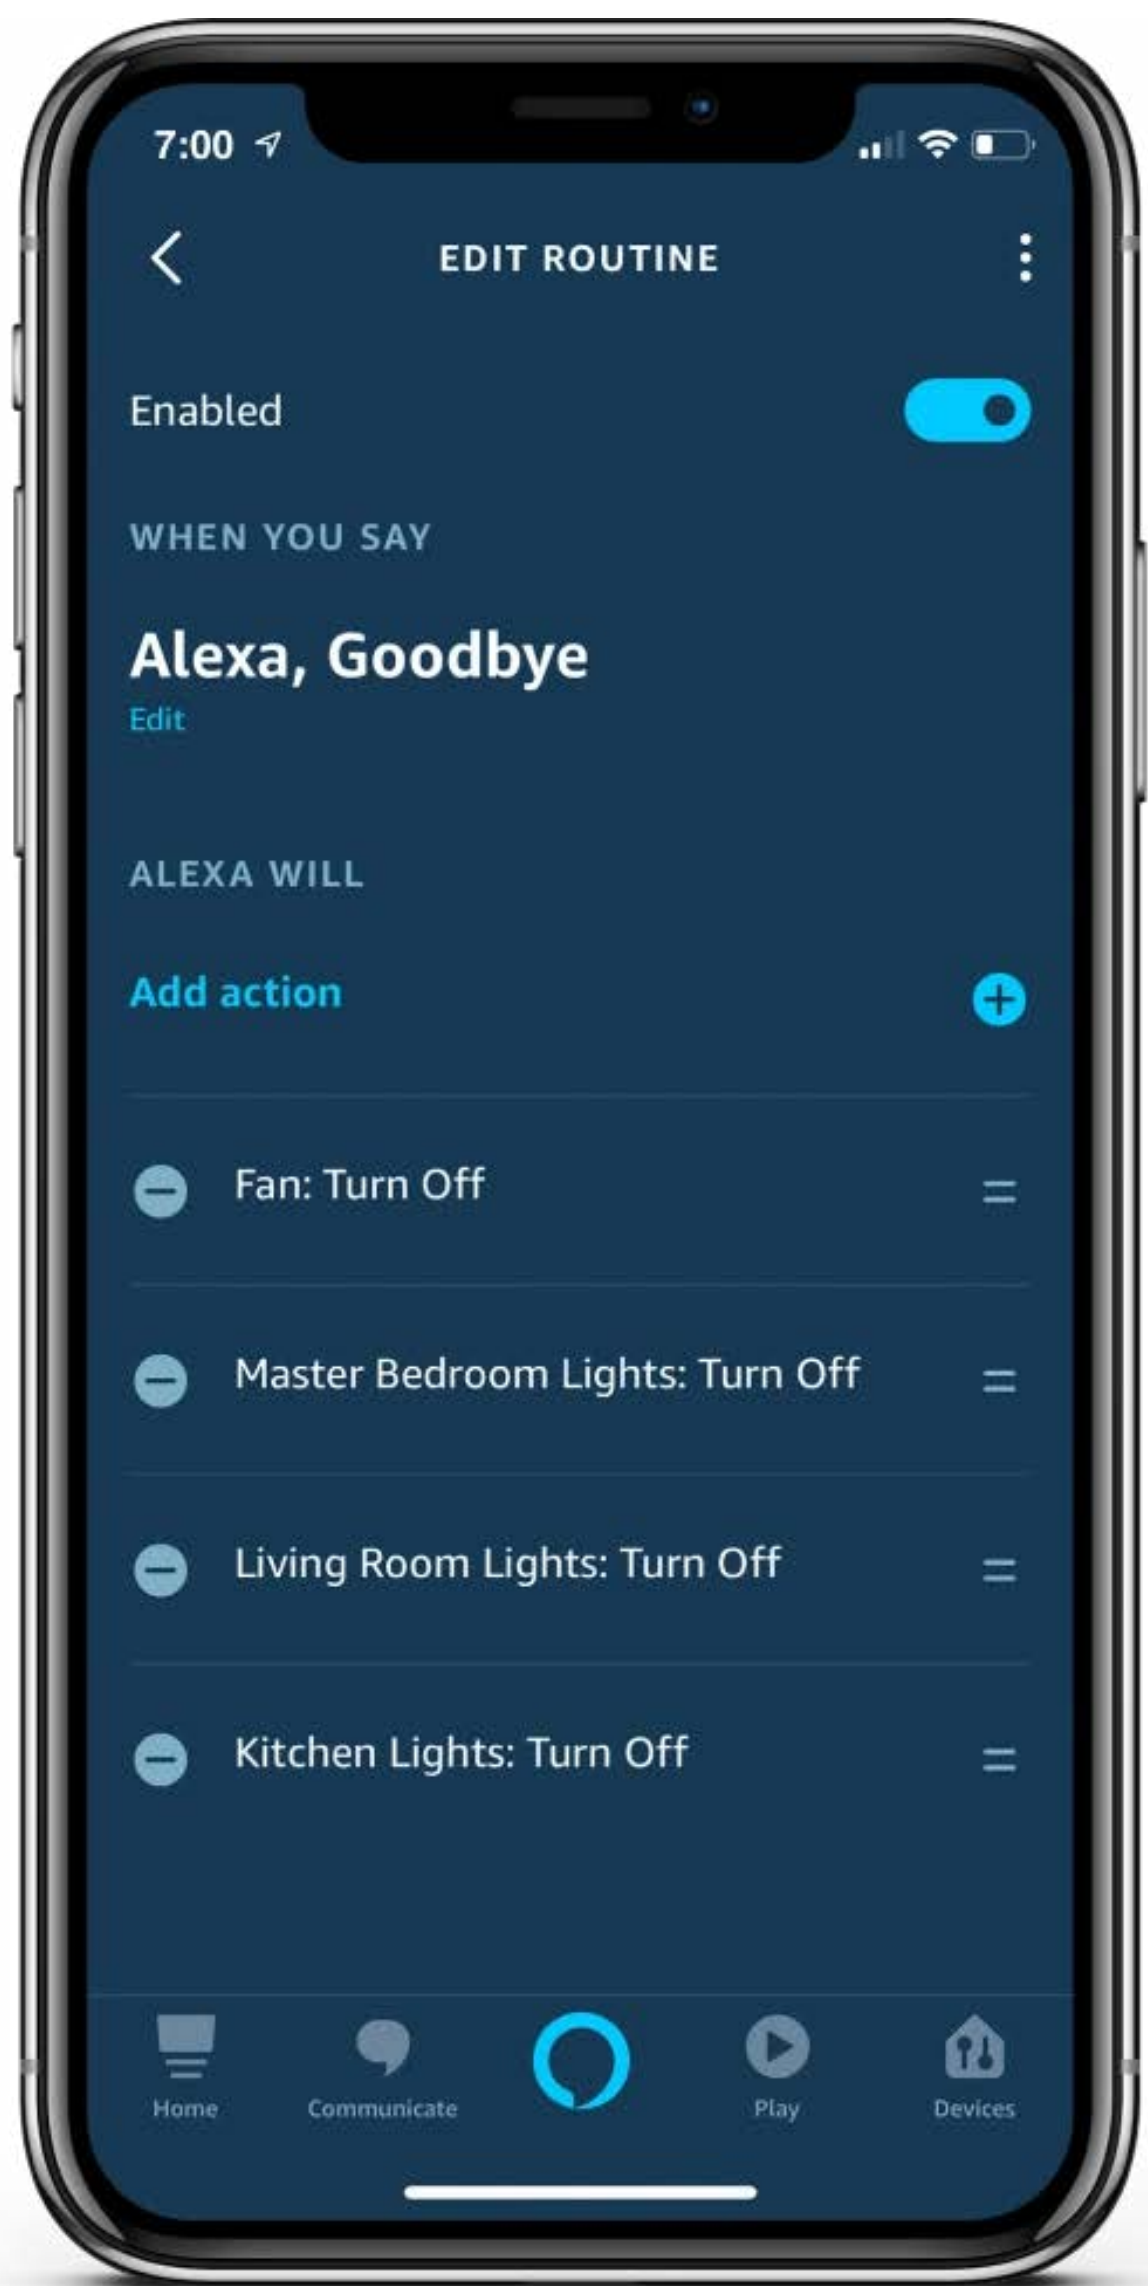 7:00
EDIT ROUTINE
Enabled
WHEN YOU SAY
Alexa, Goodbye
Edit
ALEXA WILL
Add action
Fan: Turn Off
Master Bedroom Lights: Turn Off
Living Room Lights: Turn Off
Kitchen Lights: Turn Off
Home Communicate Play Devices